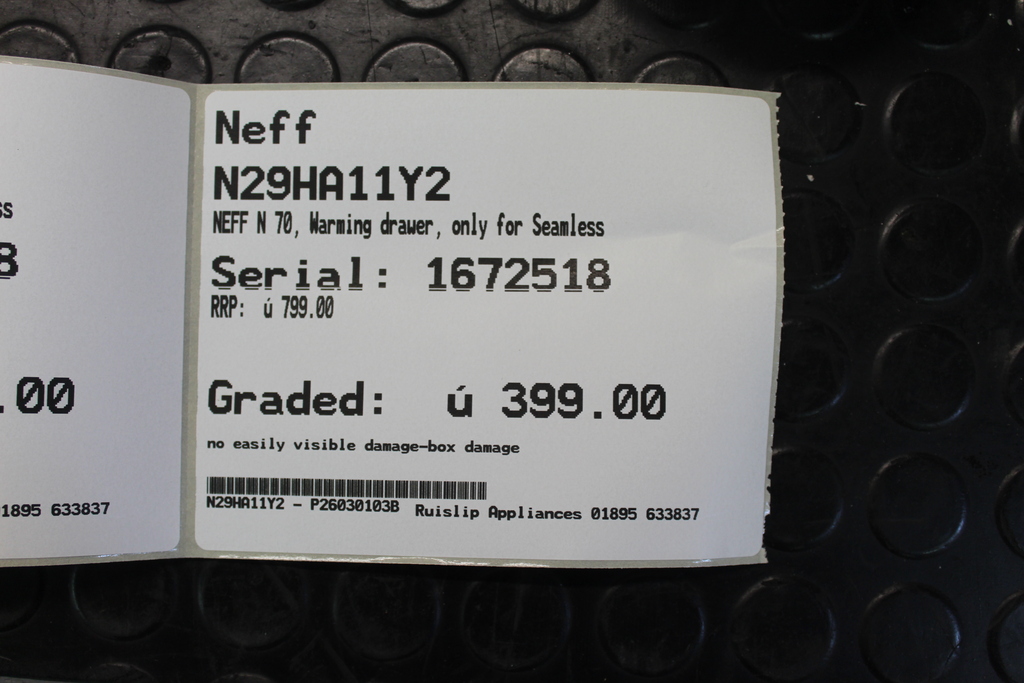 Neff
N29HA11Y2
NEFF N 70, Warming drawer, only for Seamless
Serial: 1672518
RRP: ú 799.00
Graded: ú 399.00
no easily visible damage-box damage
N29HA11Y2 - P26030103B Ruislip Appliances 01895 633837
ss
8
.00
1895 633837